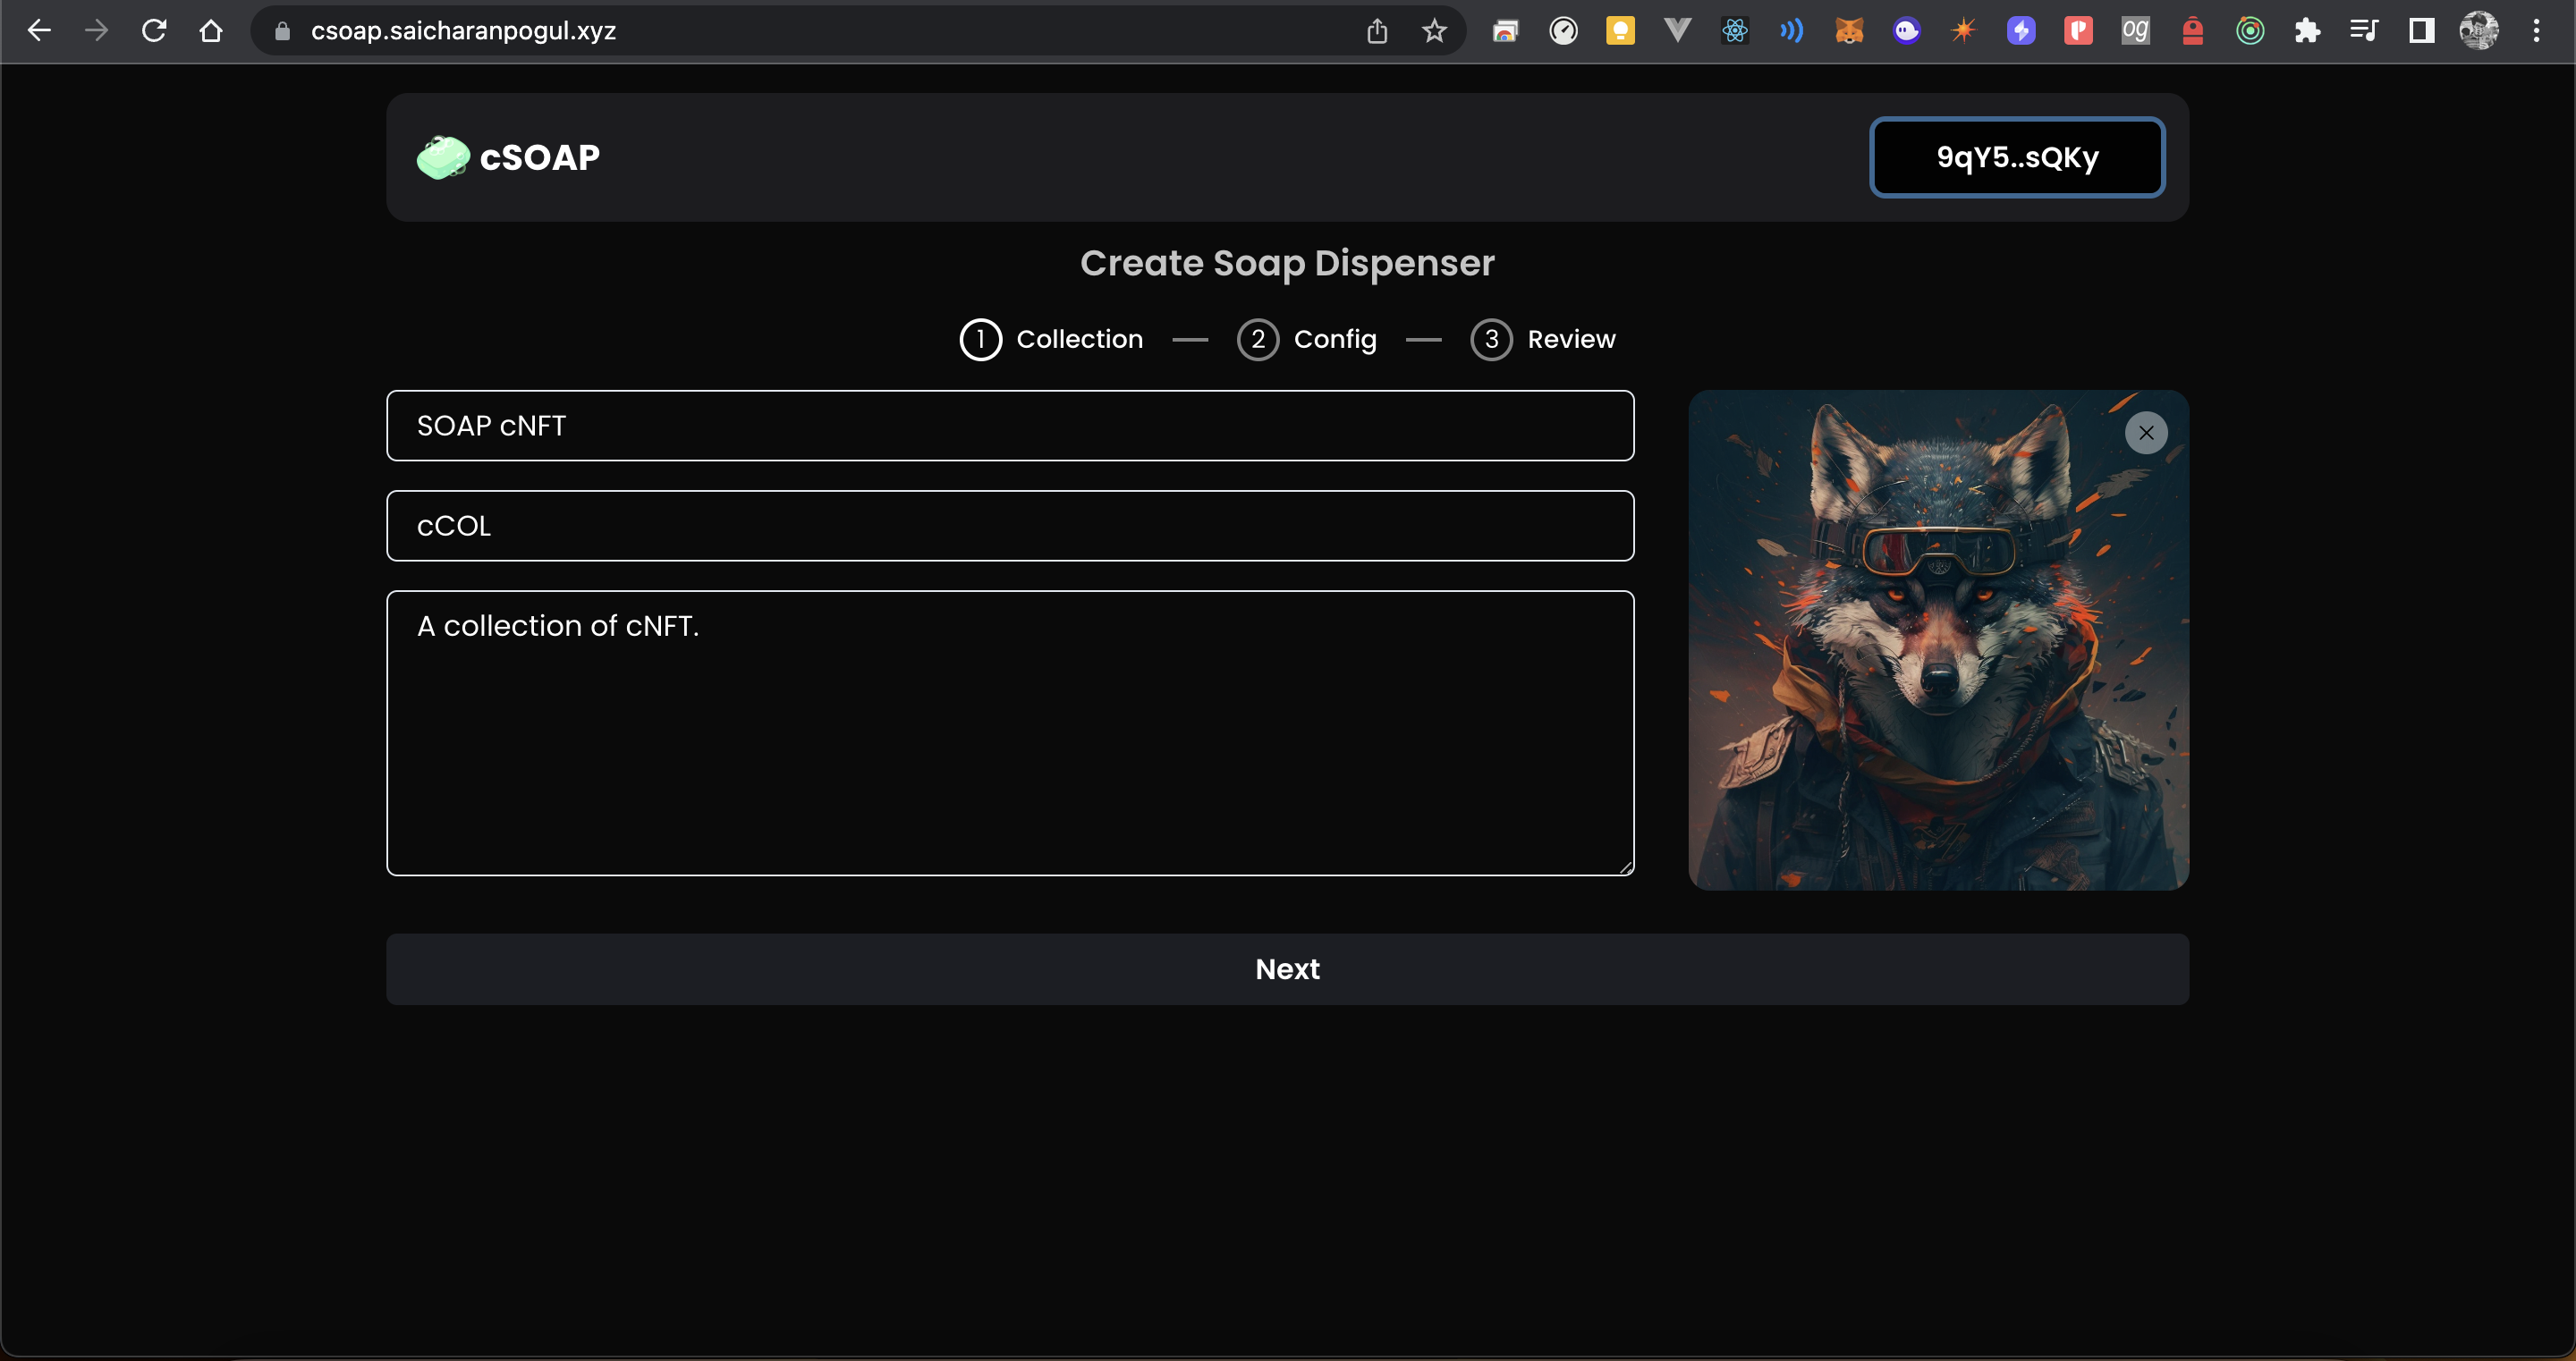 csoap.saicharanpogul.xyz
og
cSOAP
9qY5..sQKy
Create Soap Dispenser
1 Collection — 2 Config — 3 Review
SOAP cNFT
cCOL
A collection of cNFT.
Next